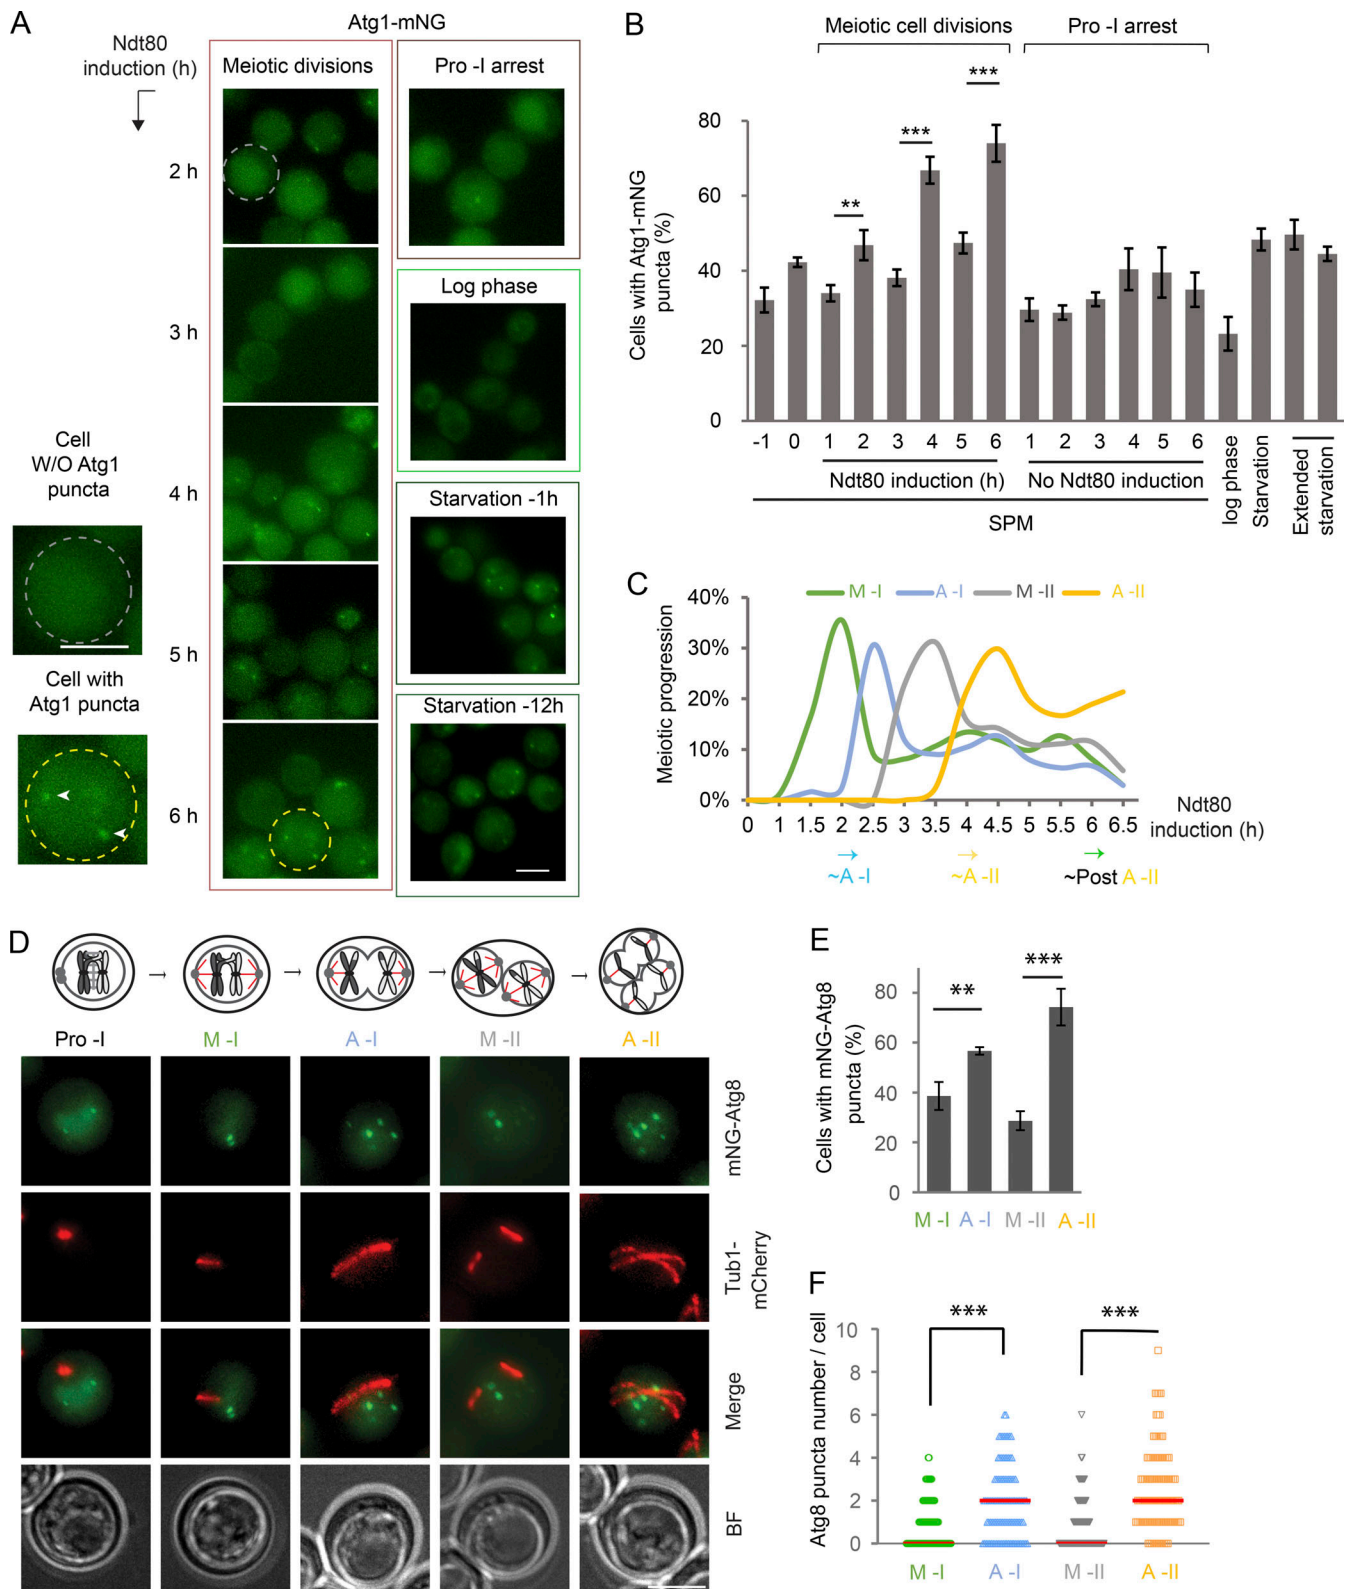 A
Atg1-mNG
Ndt80
induction (h)
Meiotic divisions
Pro -I arrest
2 h
3 h
Log phase
4 h
Starvation -1h
5 h
Starvation -12h
6 h
Cell
W/O Atg1
puncta
Cell with
Atg1 puncta
B
Meiotic cell divisions
Pro -I arrest
***
***
**
Cells with Atg1-mNG
puncta (%)
80
60
40
20
0
-1 0 1 2 3 4 5 6 1 2 3 4 5 6
Ndt80 induction (h)
No Ndt80 induction
SPM
log phase
Starvation
Extended
starvation
C
M -I
A -I
M -II
A -II
Meiotic progression
40%
30%
20%
10%
0%
0 1 1.5 2 2.5 3 3.5 4 4.5 5 5.5 6 6.5
Ndt80
induction (h)
~A -I
~A -II
~Post A -II
D
Pro -I
M -I
A -I
M -II
A -II
mNG-Atg8
Tub1-
mCherry
Merge
BF
E
**
***
Cells with mNG-Atg8
puncta (%)
80
60
40
20
0
M -I
A -I
M -II
A -II
F
***
***
Atg8 puncta number / cell
10
8
6
4
2
0
M -I
A -I
M -II
A -II